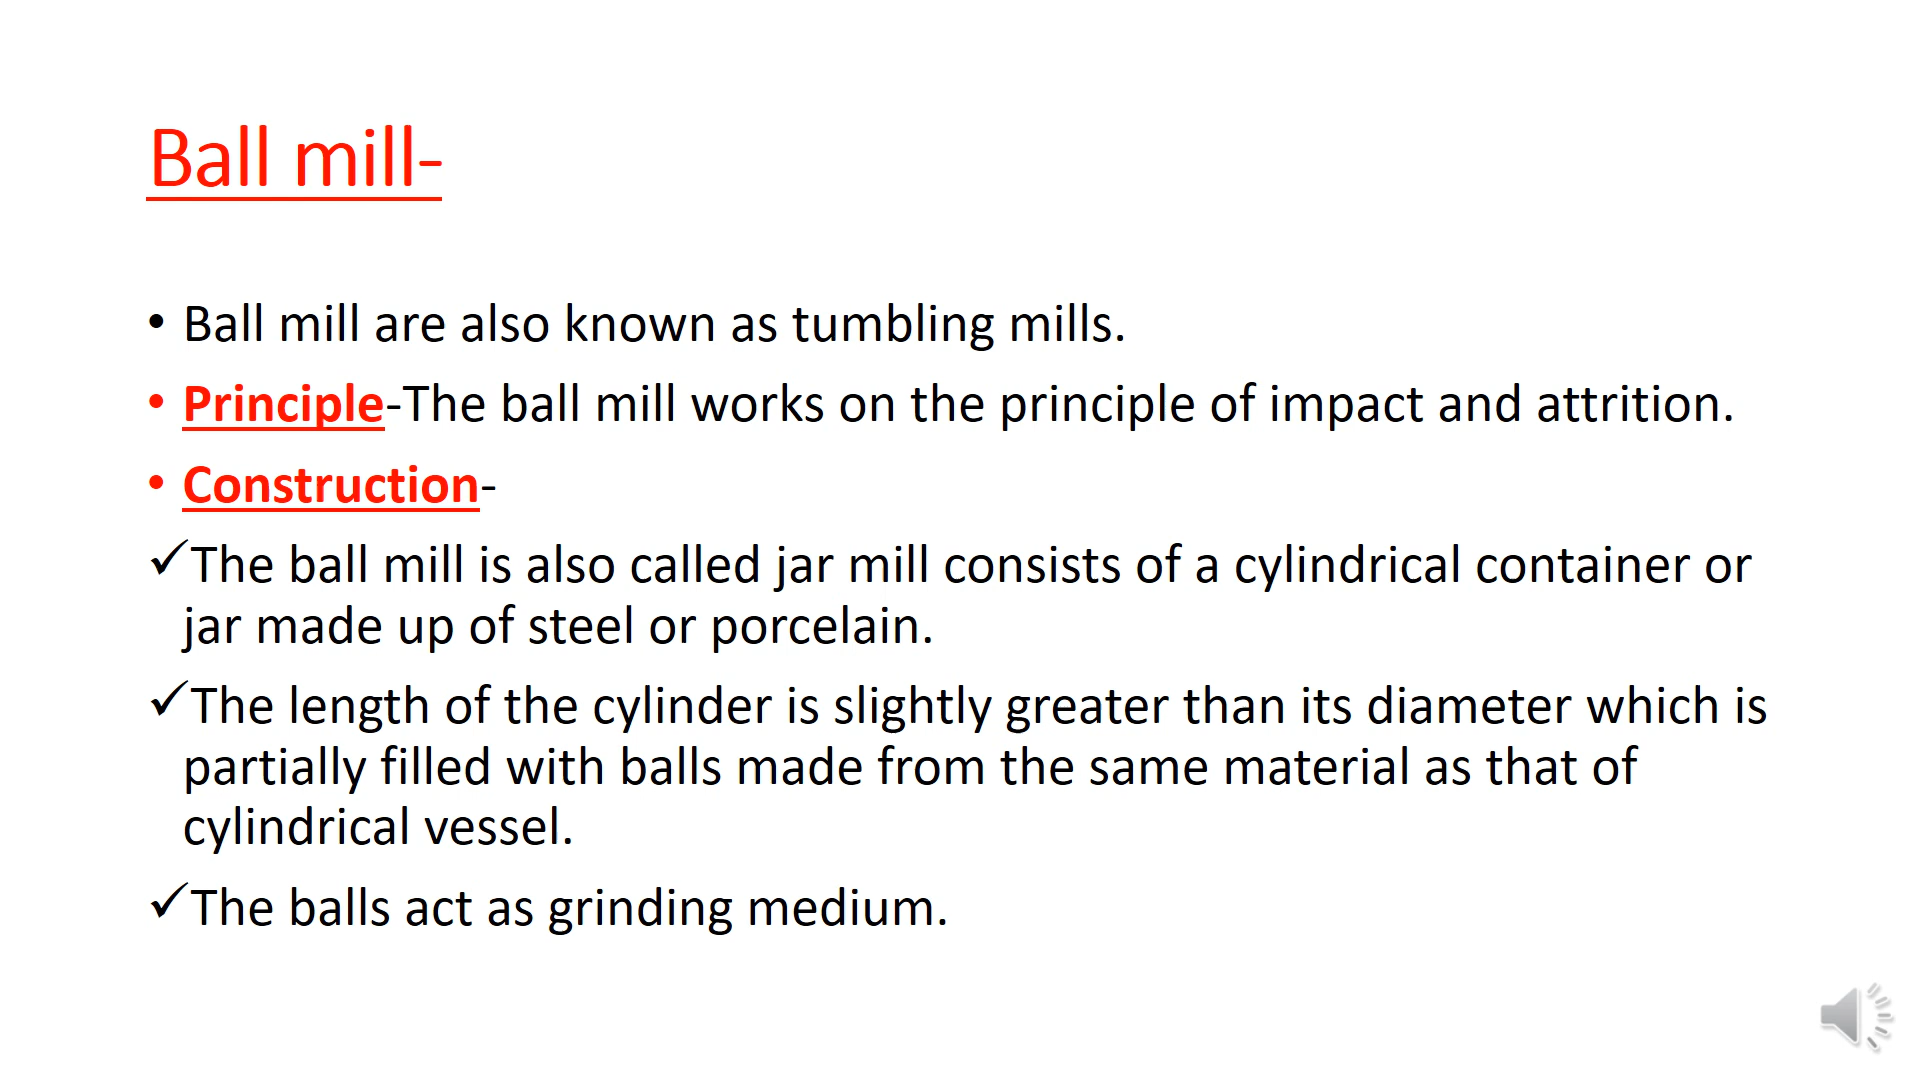 Ball mill-
• Ball mill are also known as tumbling mills.
• Principle-The ball mill works on the principle of impact and attrition.
• Construction-
✓The ball mill is also called jar mill consists of a cylindrical container or
jar made up of steel or porcelain.
✓The length of the cylinder is slightly greater than its diameter which is
partially filled with balls made from the same material as that of
cylindrical vessel.
✓The balls act as grinding medium.